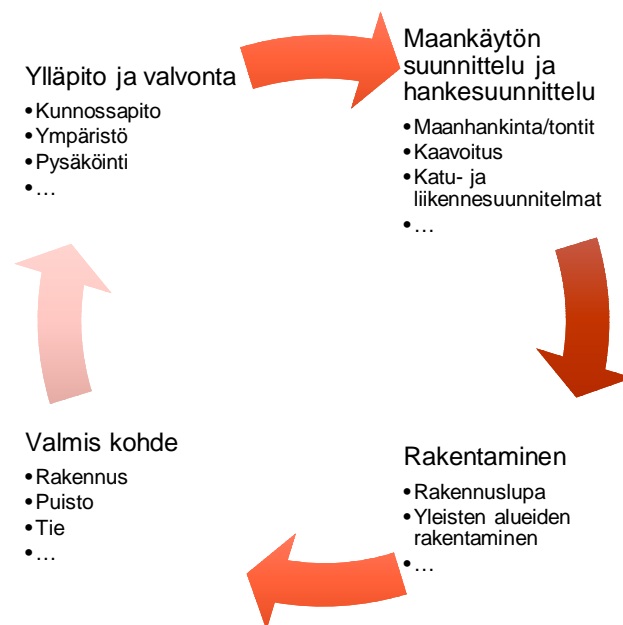 Ylläpito ja valvonta
•Kunnossapito
•Ympäristö
•Pysäköinti
•…
Maankäytön
suunnittelu ja
hankesuunnittelu
•Maanhankinta/tontit
•Kaavoitus
•Katu- ja
liikennesuunnitelmat
•…
Valmis kohde
•Rakennus
•Puisto
•Tie
•…
Rakentaminen
•Rakennuslupa
•Yleisten alueiden
rakentaminen
•…